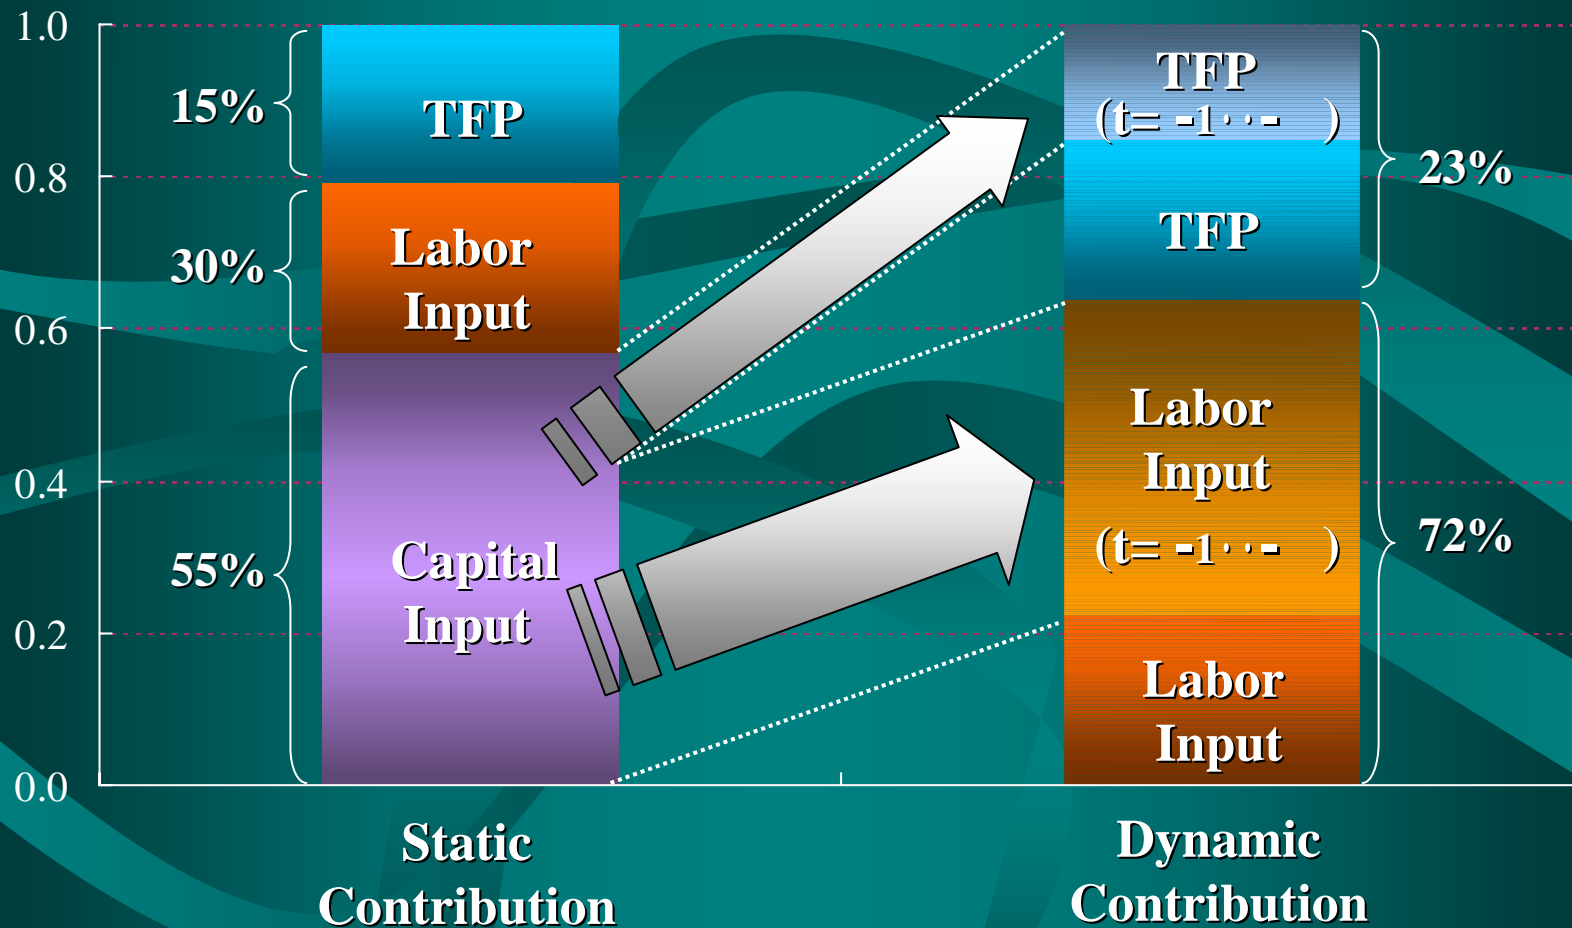 1.0
0.8
0.6
0.4
0.2
0.0
15%
30%
55%
TFP
Labor
Input
Capital
Input
TFP
(t= -1··-   )
TFP
Labor
Input
(t= -1··-   )
Labor
Input
23%
72%
Static
Contribution
Dynamic
Contribution